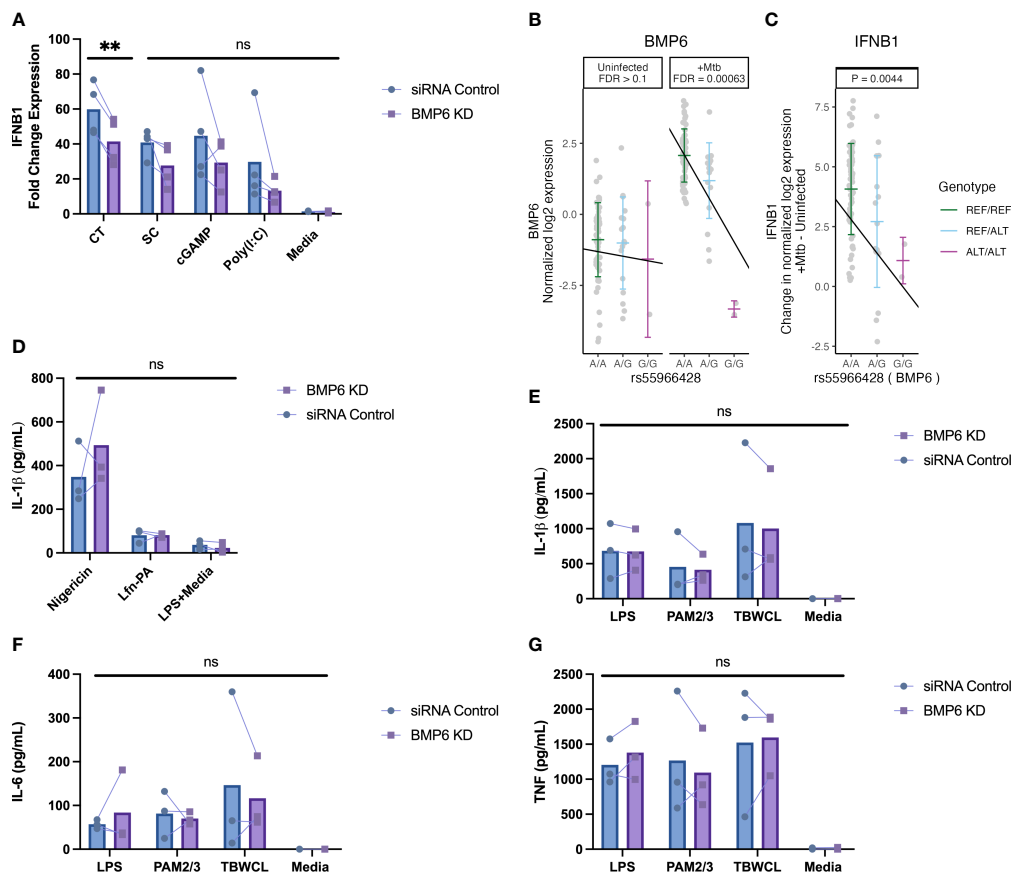 A
IFNB1
Fold Change Expression
100
80
60
40
20
0
**
ns
CT
SC
cGAMP
Poly(I:C)
Media
siRNA Control
BMP6 KD
B
BMP6
Uninfected
FDR > 0.1
+Mtb
FDR = 0.00063
BMP6
Normalized log2 expression
2.5
0.0
-2.5
A/A A/G G/G
A/A A/G G/G
rs55966428
C
IFNB1
P = 0.0044
IFNB1
Change in normalized log2 expression
+Mtb - Uninfected
7.5
5.0
2.5
0.0
-2.5
A/A A/G G/G
rs55966428 ( BMP6 )
Genotype
REF/REF
REF/ALT
ALT/ALT
D
IL-1β (pg/mL)
800
600
400
200
0
ns
Nigericin
Lfn-PA
LPS+Media
BMP6 KD
siRNA Control
E
IL-1β (pg/mL)
2500
2000
1500
1000
500
0
ns
LPS
PAM2/3
TBWCL
Media
BMP6 KD
siRNA Control
F
IL-6 (pg/mL)
400
300
200
100
0
ns
LPS
PAM2/3
TBWCL
Media
siRNA Control
BMP6 KD
G
TNF (pg/mL)
2500
2000
1500
1000
500
0
ns
LPS
PAM2/3
TBWCL
Media
siRNA Control
BMP6 KD